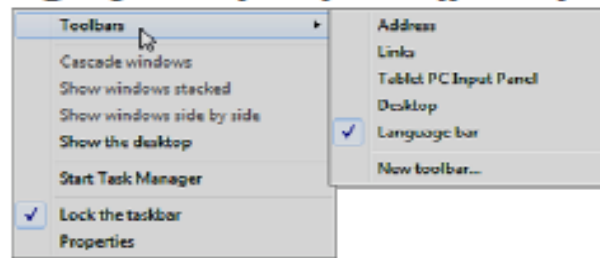 Toolbars
Cascade windows
Show windows stacked
Show windows side by side
Show the desktop
Start Task Manager
Lock the taskbar
Properties
Address
Links
Tablet PC Input Panel
Desktop
Language bar
New toolbar...